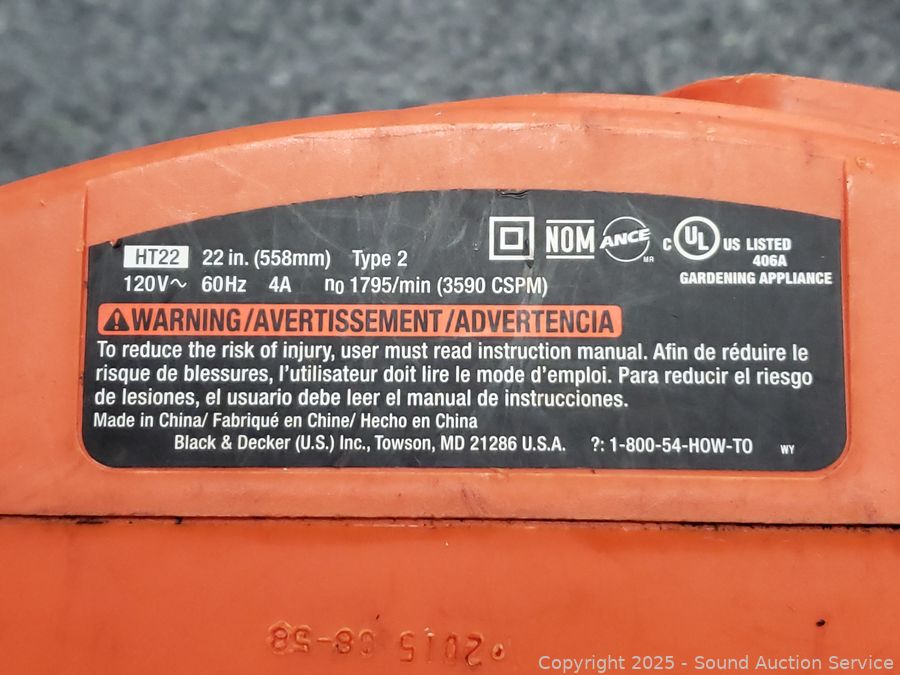 HT22 22 in. (558mm) Type 2
120V~ 60Hz 4A n0 1795/min (3590 CSPM)
NOM ANCE MR
C UL US LISTED
406A
GARDENING APPLIANCE
WARNING/AVERTISSEMENT/ADVERTENCIA
To reduce the risk of injury, user must read instruction manual. Afin de réduire le
risque de blessures, l'utilisateur doit lire le mode d'emploi. Para reducir el riesgo
de lesiones, el usuario debe leer el manual de instrucciones.
Made in China/ Fabriqué en Chine/ Hecho en China
Black & Decker (U.S.) Inc., Towson, MD 21286 U.S.A. ?: 1-800-54-HOW-TO WY
2015
Copyright © 2025 - Sound Auction Service